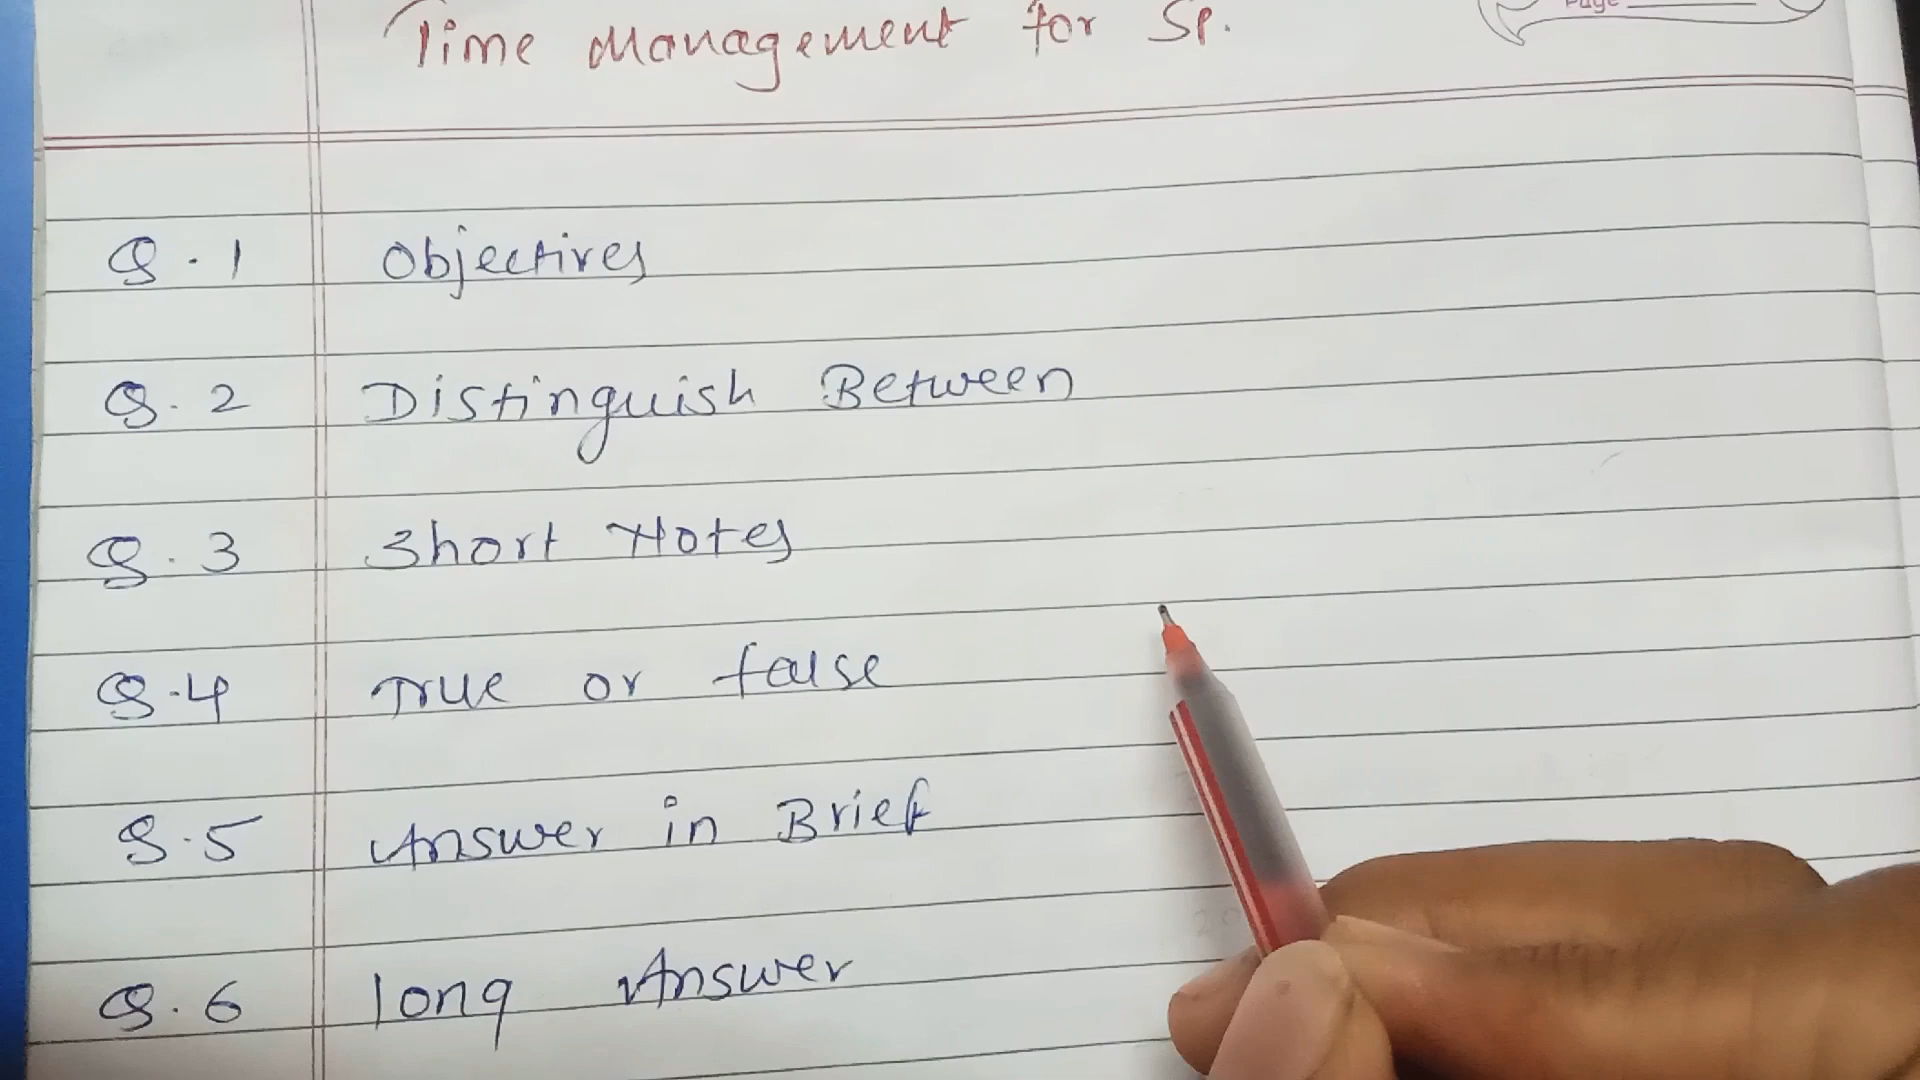 Page
Time Management for SP.
Q.1 Objectives
Q.2 Distinguish Between
Q.3 Short Notes
Q.4 True or false
Q.5 Answer in Brief
Q.6 long Answer